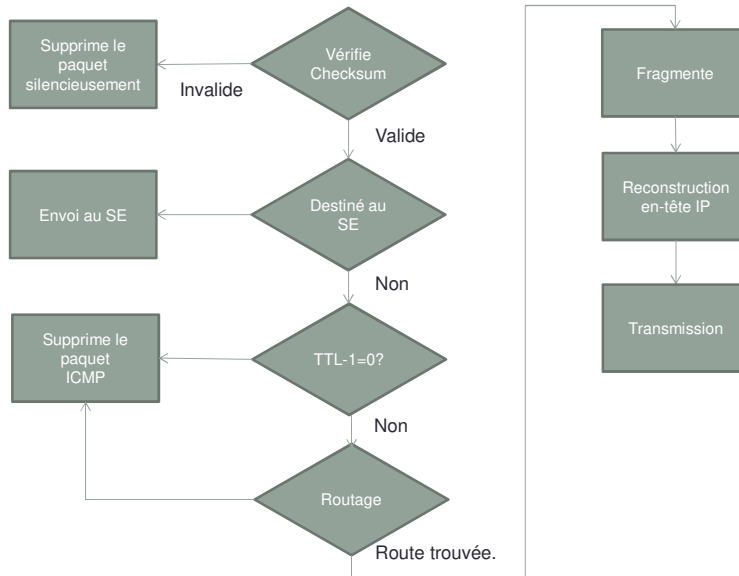 Supprime le
paquet
silencieusement
Invalide
Vérifie
Checksum
Valide
Envoi au SE
Destiné au
SE
Non
Supprime le
paquet
ICMP
TTL-1=0?
Non
Routage
Route trouvée.
Fragmente
Reconstruction
en-tête IP
Transmission